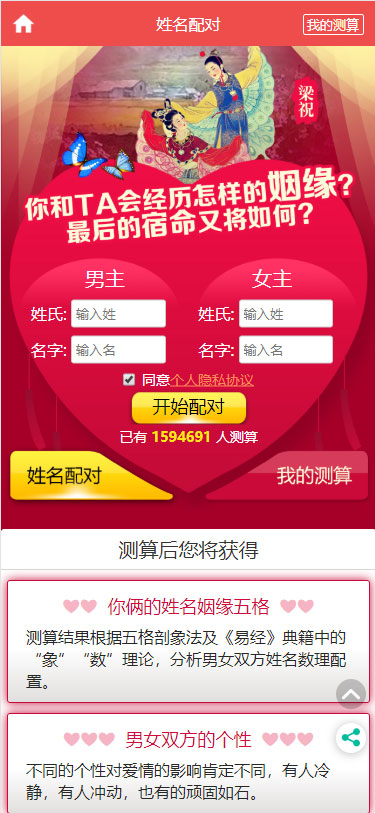 姓名配对
我的测算
梁祝
你和TA会经历怎样的姻缘?
最后的宿命又将如何?
男主
女主
姓氏: 输入姓
姓氏: 输入姓
名字: 输入名
名字: 输入名
同意个人隐私协议
开始配对
已有 1594691 人测算
姓名配对
我的测算
测算后您将获得
你俩的姓名姻缘五格
测算结果根据五格剖象法及《易经》典籍中的
“象”“数”理论，分析男女双方姓名数理配
置。
男女双方的个性
不同的个性对爱情的影响肯定不同，有人冷
静，有人冲动，也有的顽固如石。